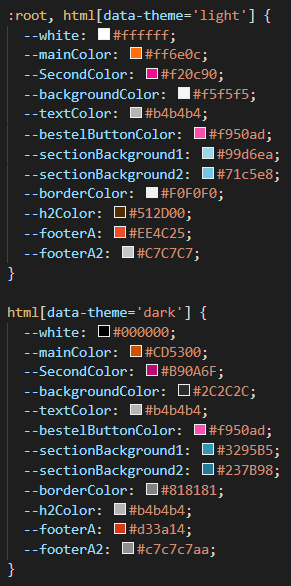 :root, html[data-theme='light'] {
--white: #ffffff;
--mainColor: #ff6e0c;
--SecondColor: #f20c90;
--backgroundColor: #f5f5f5;
--textColor: #b4b4b4;
--bestelButtonColor: #f950ad;
--sectionBackground1: #99d6ea;
--sectionBackground2: #71c5e8;
--borderColor: #F0F0F0;
--h2Color: #512D00;
--footerA: #EE4C25;
--footerA2: #C7C7C7;
}
html[data-theme='dark'] {
--white: #000000;
--mainColor: #CD5300;
--SecondColor: #B90A6F;
--backgroundColor: #2C2C2C;
--textColor: #b4b4b4;
--bestelButtonColor: #f950ad;
--sectionBackground1: #3295B5;
--sectionBackground2: #237B98;
--borderColor: #818181;
--h2Color: #b4b4b4;
--footerA: #d33a14;
--footerA2: #c7c7c7aa;
}